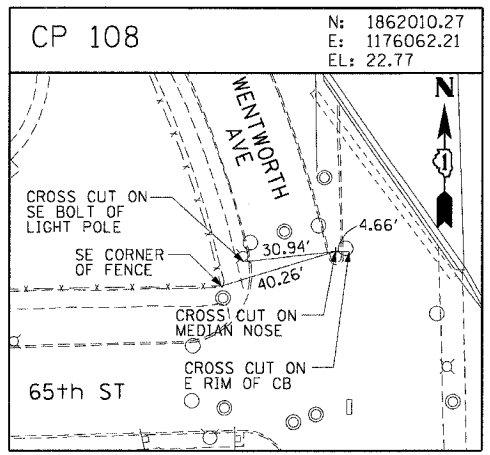 CP 108
N: 1862010.27
E: 1176062.21
EL: 22.77
N
1
WENTWORTH
AVE
CROSS CUT ON
SE BOLT OF
LIGHT POLE
4.66'
30.94'
SE CORNER
OF FENCE
40.26'
CROSS CUT ON
MEDIAN NOSE
CROSS CUT ON
E RIM OF CB
65th ST